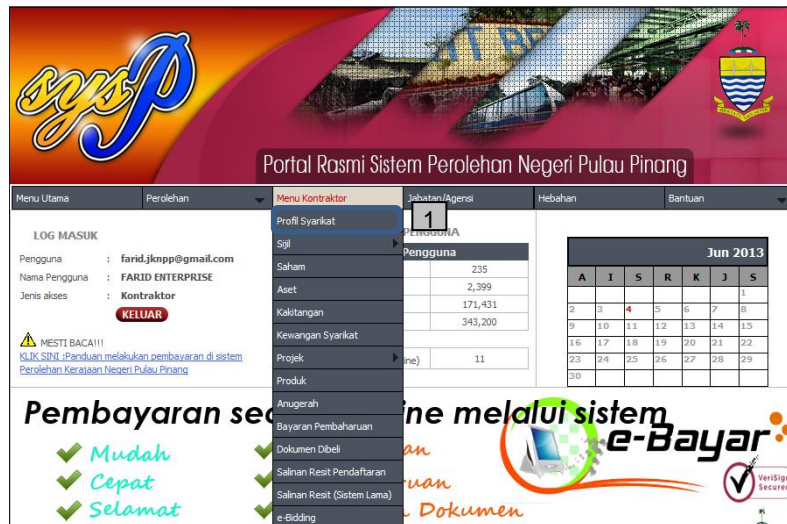 sysP
Portal Rasmi Sistem Perolehan Negeri Pulau Pinang
Menu Utama Perolehan Menu Kontraktor Jabatan/Agensi Hebahan Bantuan
LOG MASUK
Pengguna : farid.jknpp@gmail.com
Nama Pengguna : FARID ENTERPRISE
Jenis akses : Kontraktor
KELUAR
MESTI BACA!!!
KLIK SINI :Panduan melakukan pembayaran di sistem
Perolehan Kerajaan Negeri Pulau Pinang
Profil Syarikat
1
Sijil
Saham
Aset
Kakitangan
Kewangan Syarikat
Projek
Produk
Anugerah
Bayaran Pembaharuan
Dokumen Dibeli
Salinan Resit Pendaftaran
Salinan Resit (Sistem Lama)
e-Bidding
PENGGUNA
Pengguna
235
2,399
171,431
343,200
ine) 11
Jun 2013
A I S R K J S
1
2 3 4 5 6 7 8
9 10 11 12 13 14 15
16 17 18 19 20 21 22
23 24 25 26 27 28 29
30
Pembayaran sec ine melalui sistem
e-Bayar
Mudah an
Cepat ruan
Selamat Dokumen
VeriSign
Secured